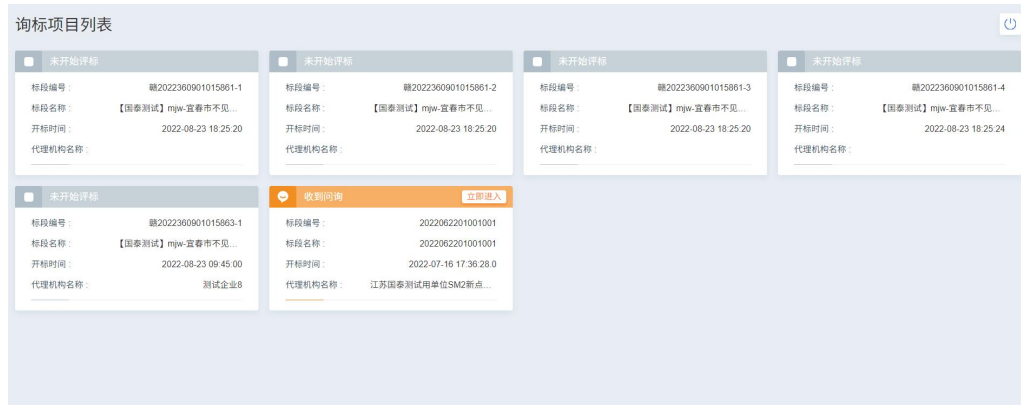 询标项目列表
未开始评标
标段编号： 赣2022360901015861-1
标段名称： 【国泰测试】mjw-宜春市不见...
开标时间： 2022-08-23 18:25:20
代理机构名称：
未开始评标
标段编号： 赣2022360901015861-2
标段名称： 【国泰测试】mjw-宜春市不见...
开标时间： 2022-08-23 18:25:20
代理机构名称：
未开始评标
标段编号： 赣2022360901015861-3
标段名称： 【国泰测试】mjw-宜春市不见...
开标时间： 2022-08-23 18:25:20
代理机构名称：
未开始评标
标段编号： 赣2022360901015861-4
标段名称： 【国泰测试】mjw-宜春市不见...
开标时间： 2022-08-23 18:25:24
代理机构名称：
未开始评标
标段编号： 赣2022360901015863-1
标段名称： 【国泰测试】mjw-宜春市不见...
开标时间： 2022-08-23 09:45:00
代理机构名称： 测试企业8
收到问询 立即进入
标段编号： 2022062201001001
标段名称： 2022062201001001
开标时间： 2022-07-16 17:36:28.0
代理机构名称： 江苏国泰测试用单位SM2新点...